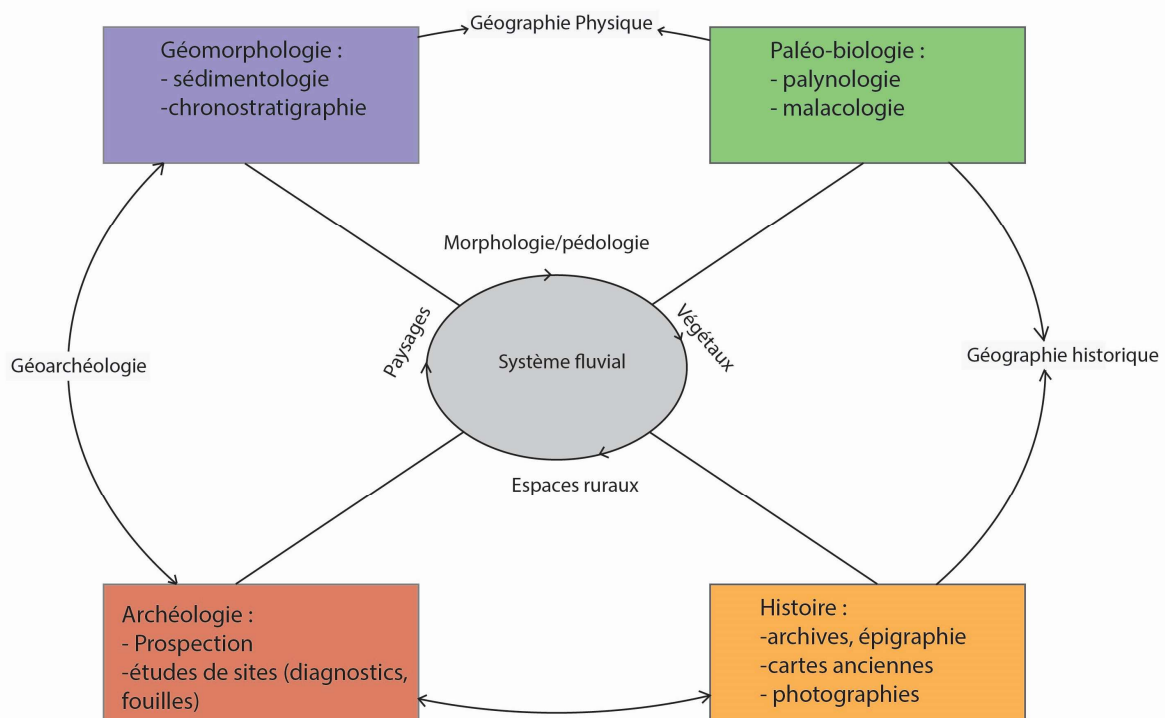 Géographie Physique
Géomorphologie :
- sédimentologie
-chronostratigraphie
Paléo-biologie :
- palynologie
- malacologie
Morphologie/pédologie
Paysages
Végétaux
Système fluvial
Géoarchéologie
Géographie historique
Espaces ruraux
Archéologie :
- Prospection
-études de sites (diagnostics,
fouilles)
Histoire :
-archives, épigraphie
-cartes anciennes
- photographies